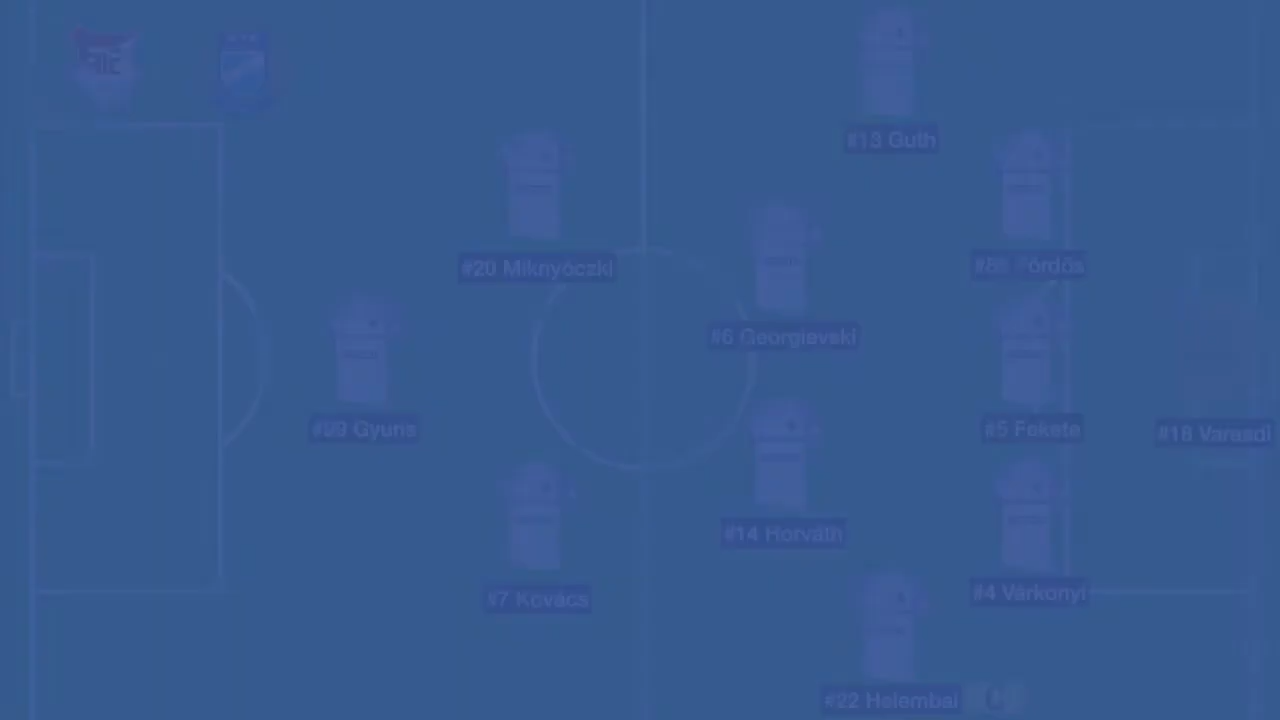 #13 Guth
#20 Miknyóczki
#6 Georgievski
#99 Gyuris
#5 Fekete
#18 Varasdi
#14 Horváth
#7 Kovács
#4 Várkonyi
#22 Helembai